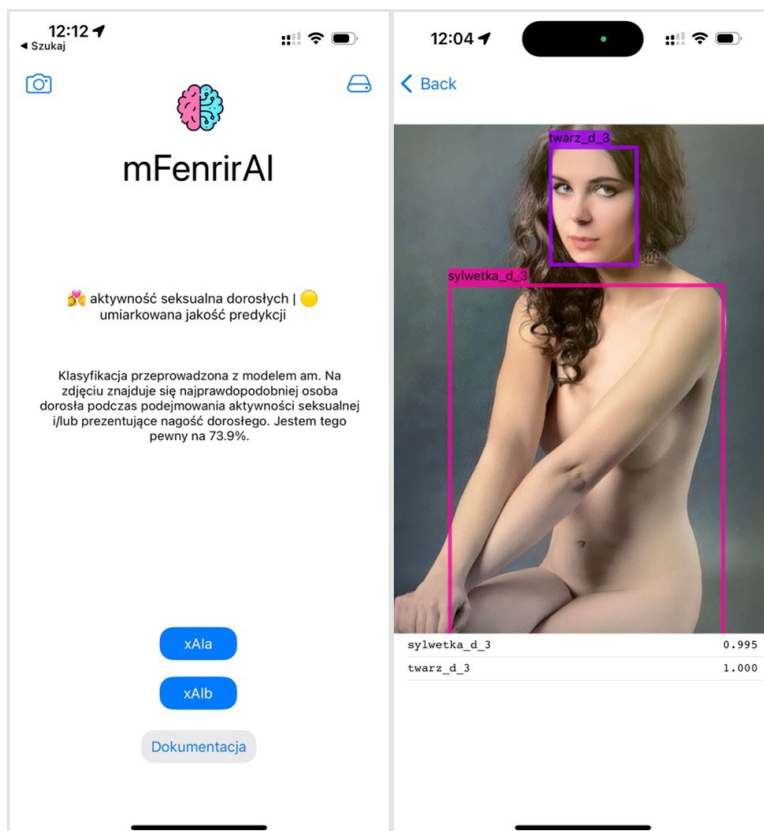 12:12
◀ Szukaj
mFenrirAI
aktywność seksualna dorosłych |
umiarkowana jakość predykcji
Klasyfikacja przeprowadzona z modelem am. Na
zdjęciu znajduje się najprawdopodobniej osoba
dorosła podczas podejmowania aktywności seksualnej
i/lub prezentujące nagość dorosłego. Jestem tego
pewny na 73.9%.
xAIa
xAIb
Dokumentacja
12:04
Back
twarz_d_3
sylwetka_d_3
sylwetka_d_3 0.995
twarz_d_3 1.000